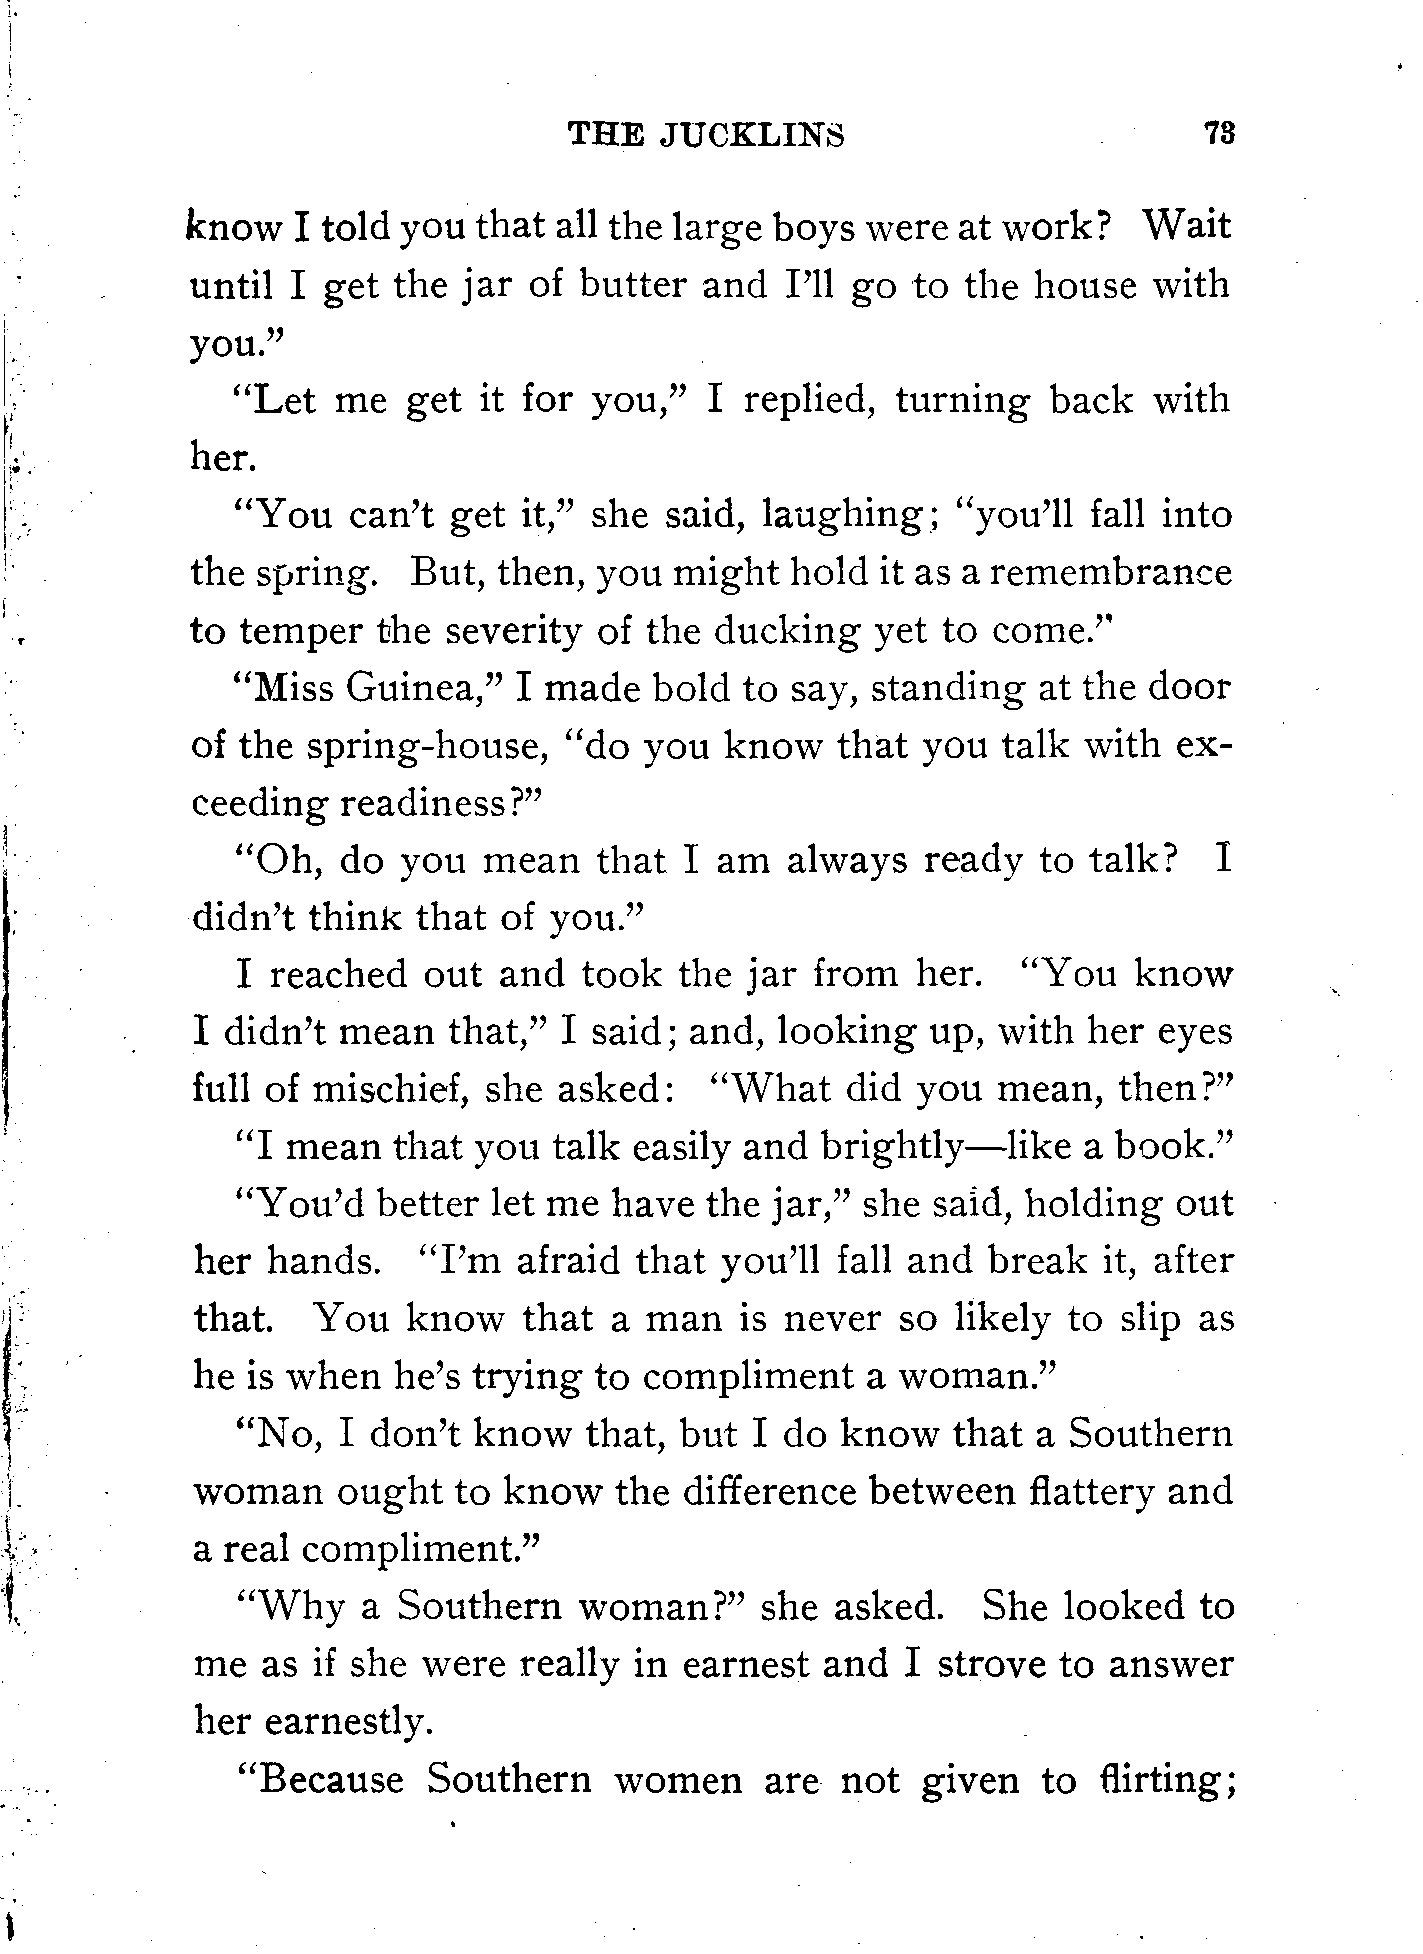 THE JUCKLINS 73
know I told you that all the large boys were at work? Wait
until I get the jar of butter and I'll go to the house with
you."
"Let me get it for you," I replied, turning back with
her.
"You can't get it," she said, laughing; "you'll fall into
the spring. But, then, you might hold it as a remembrance
to temper the severity of the ducking yet to come."
"Miss Guinea," I made bold to say, standing at the door
of the spring-house, "do you know that you talk with ex-
ceeding readiness?"
"Oh, do you mean that I am always ready to talk? I
didn't think that of you."
I reached out and took the jar from her. "You know
I didn't mean that," I said; and, looking up, with her eyes
full of mischief, she asked: "What did you mean, then?"
"I mean that you talk easily and brightly—like a book."
"You'd better let me have the jar," she said, holding out
her hands. "I'm afraid that you'll fall and break it, after
that. You know that a man is never so likely to slip as
he is when he's trying to compliment a woman."
"No, I don't know that, but I do know that a Southern
woman ought to know the difference between flattery and
a real compliment."
"Why a Southern woman?" she asked. She looked to
me as if she were really in earnest and I strove to answer
her earnestly.
"Because Southern women are not given to flirting;